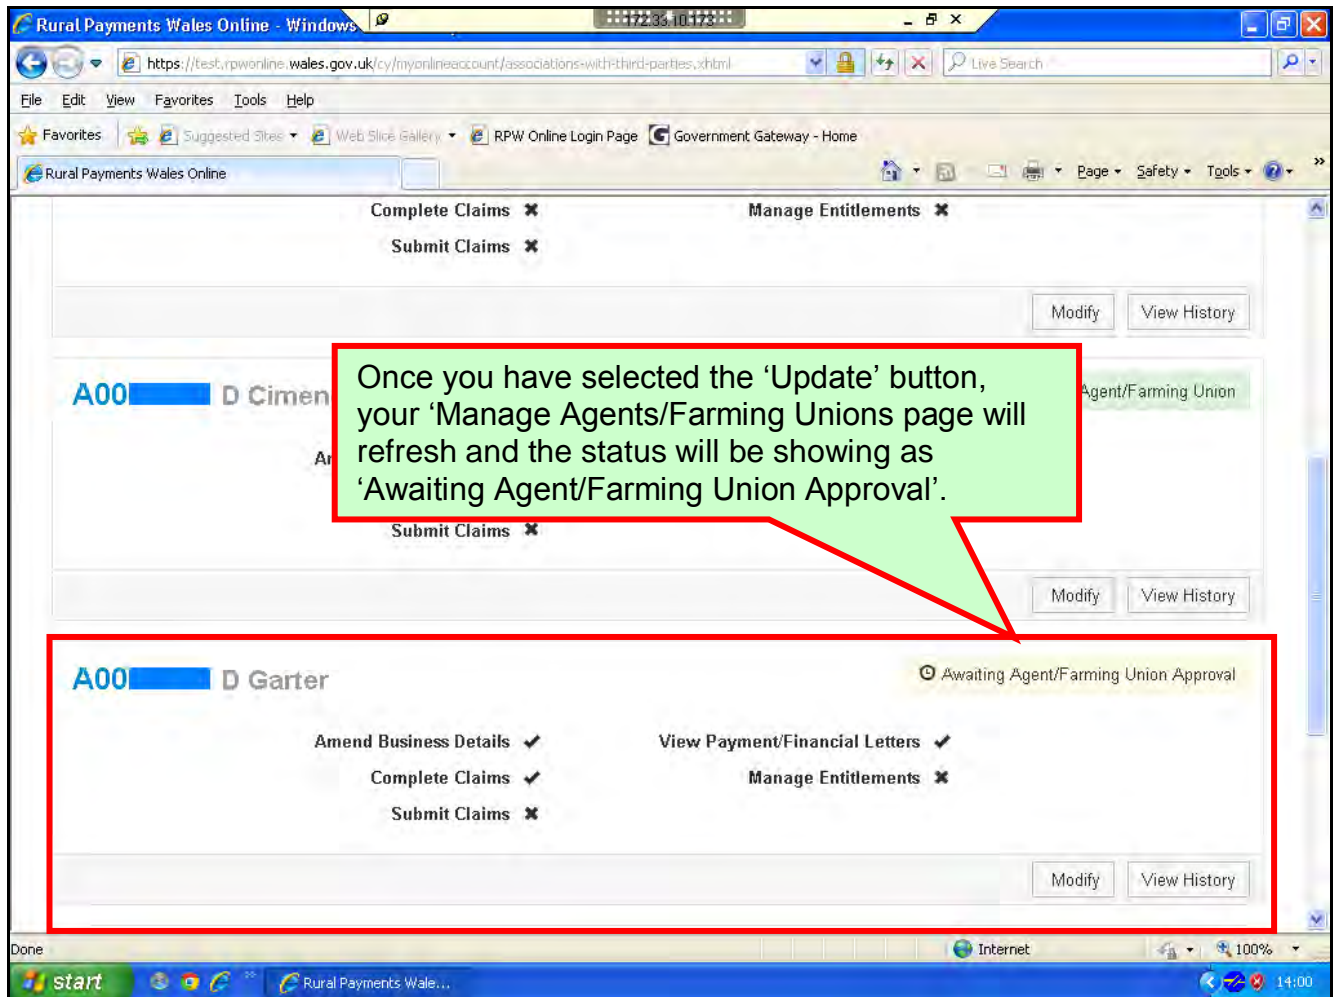 Rural Payments Wales Online - Windows
172.33.10.173
https://test.rpwonline.wales.gov.uk/cy/myonlineaccount/associations-with-third-parties.xhtml
Live Search
File Edit View Favorites Tools Help
Favorites Suggested Sites Web Slice Gallery RPW Online Login Page Government Gateway - Home
Rural Payments Wales Online
Page Safety Tools »
Complete Claims ✖ Manage Entitlements ✖
Submit Claims ✖
Modify View History
Once you have selected the ‘Update’ button,
your ‘Manage Agents/Farming Unions page will
refresh and the status will be showing as
‘Awaiting Agent/Farming Union Approval’.
A00 D Cimen
Agent/Farming Union
Submit Claims ✖
Modify View History
A00 D Garter
Awaiting Agent/Farming Union Approval
Amend Business Details ✔ View Payment/Financial Letters ✔
Complete Claims ✔ Manage Entitlements ✖
Submit Claims ✖
Modify View History
Done Internet 100%
start Rural Payments Wale... 14:00